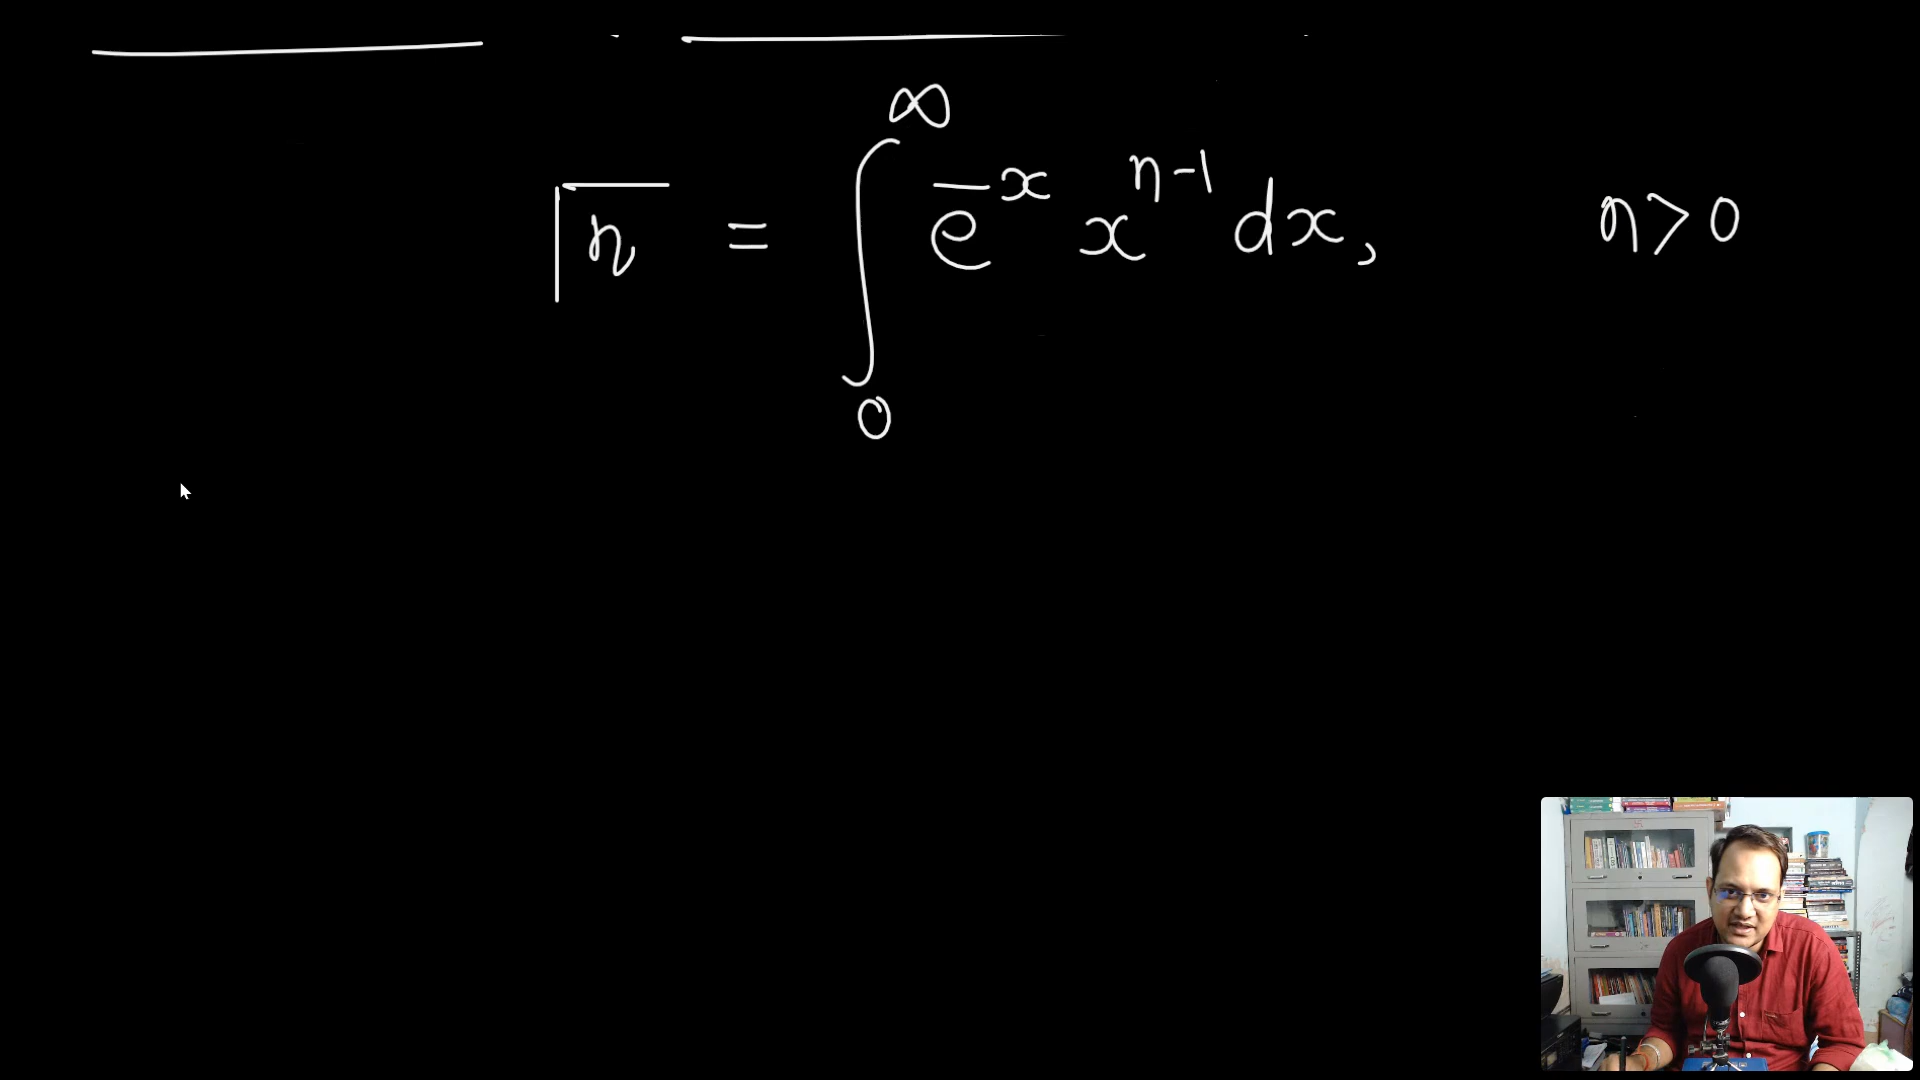 Γn = ∫₀^∞ e^-x x^n-1 dx, n>0